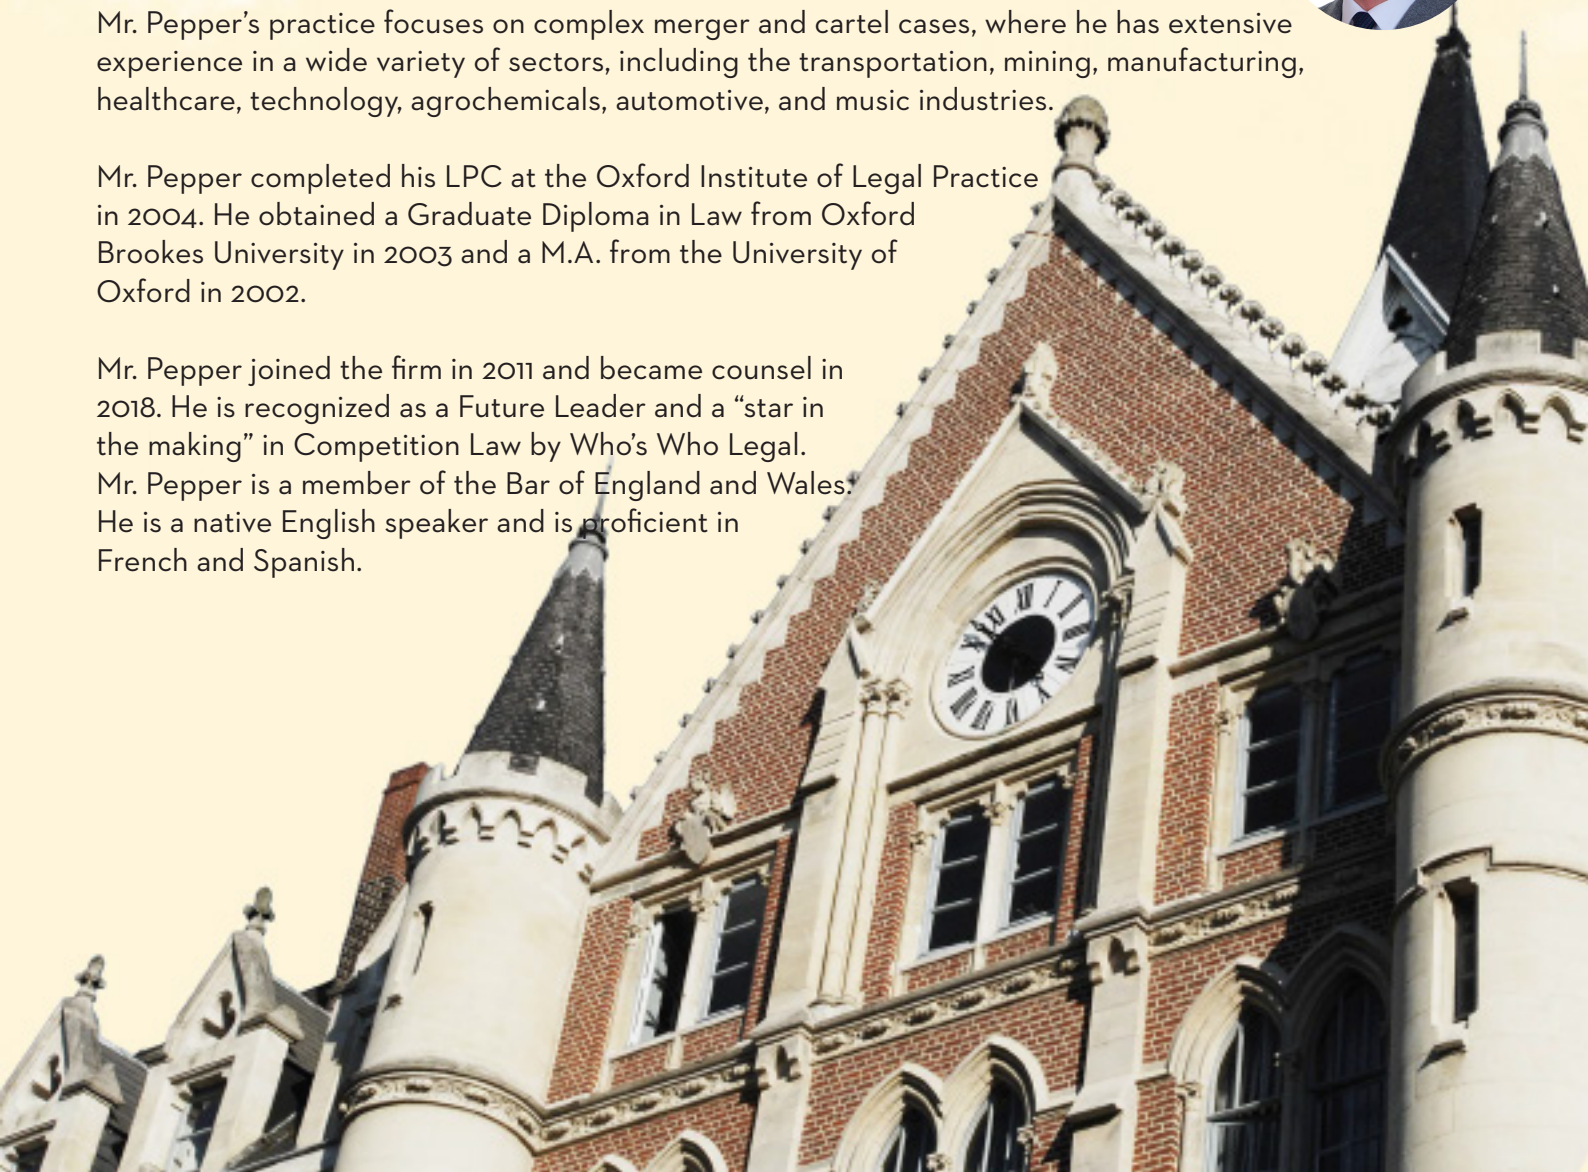 Mr. Pepper’s practice focuses on complex merger and cartel cases, where he has extensive
experience in a wide variety of sectors, including the transportation, mining, manufacturing,
healthcare, technology, agrochemicals, automotive, and music industries.
Mr. Pepper completed his LPC at the Oxford Institute of Legal Practice
in 2004. He obtained a Graduate Diploma in Law from Oxford
Brookes University in 2003 and a M.A. from the University of
Oxford in 2002.
Mr. Pepper joined the firm in 2011 and became counsel in
2018. He is recognized as a Future Leader and a “star in
the making” in Competition Law by Who’s Who Legal.
Mr. Pepper is a member of the Bar of England and Wales.
He is a native English speaker and is proficient in
French and Spanish.